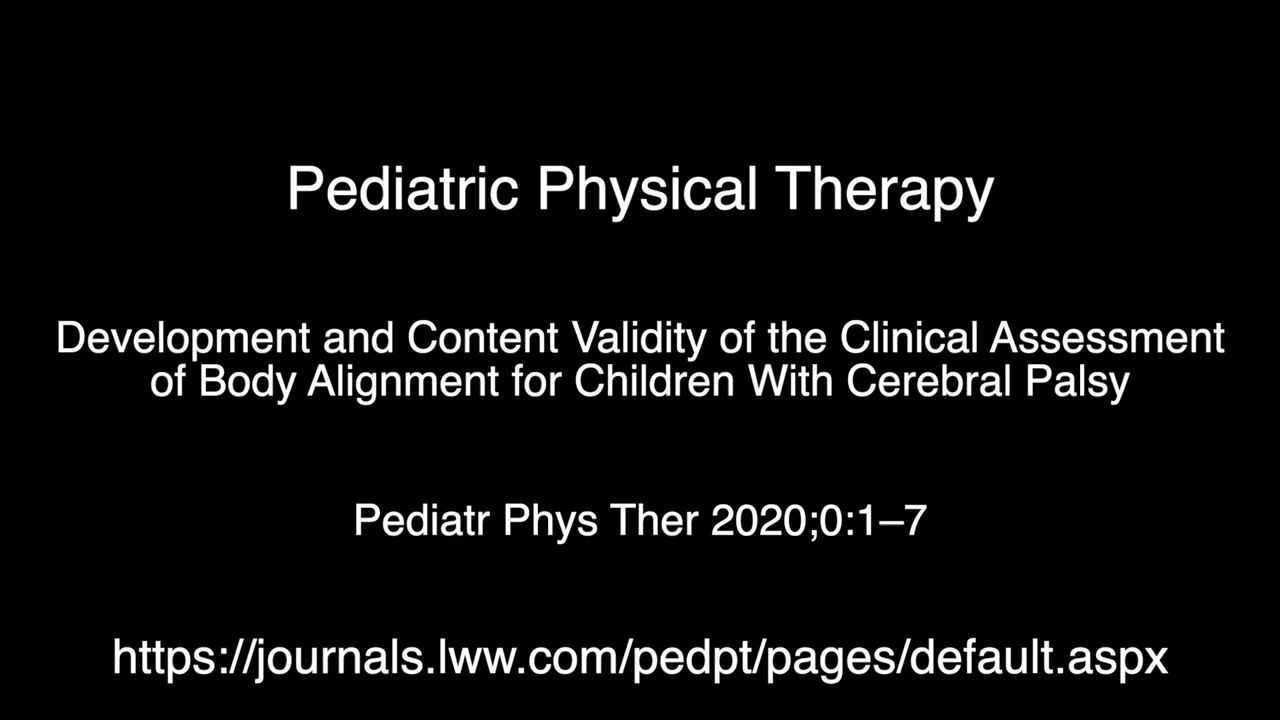 Pediatric Physical Therapy
Development and Content Validity of the Clinical Assessment
of Body Alignment for Children With Cerebral Palsy
Pediatr Phys Ther 2020;0:1–7
https://journals.lww.com/pedpt/pages/default.aspx